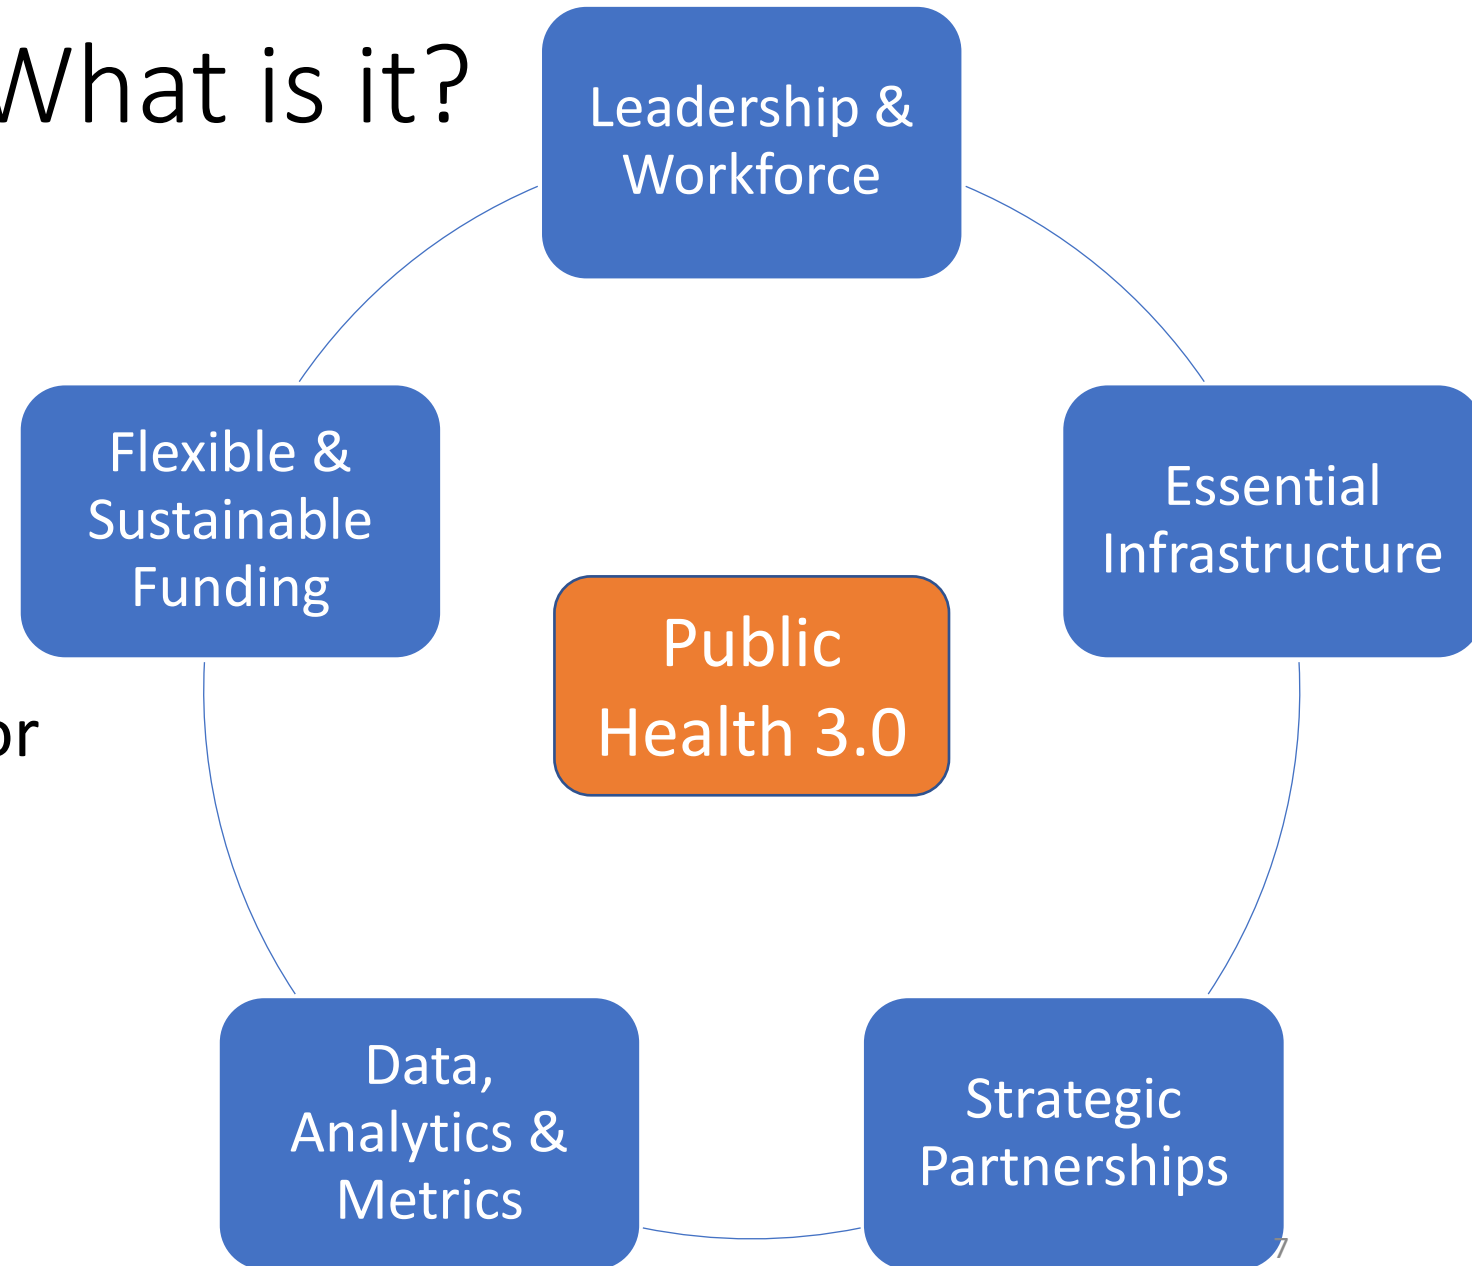 What is it?
Leadership &
Workforce
Flexible &
Sustainable
Funding
Essential
Infrastructure
Public
Health 3.0
or
Data,
Analytics &
Metrics
Strategic
Partnerships
7